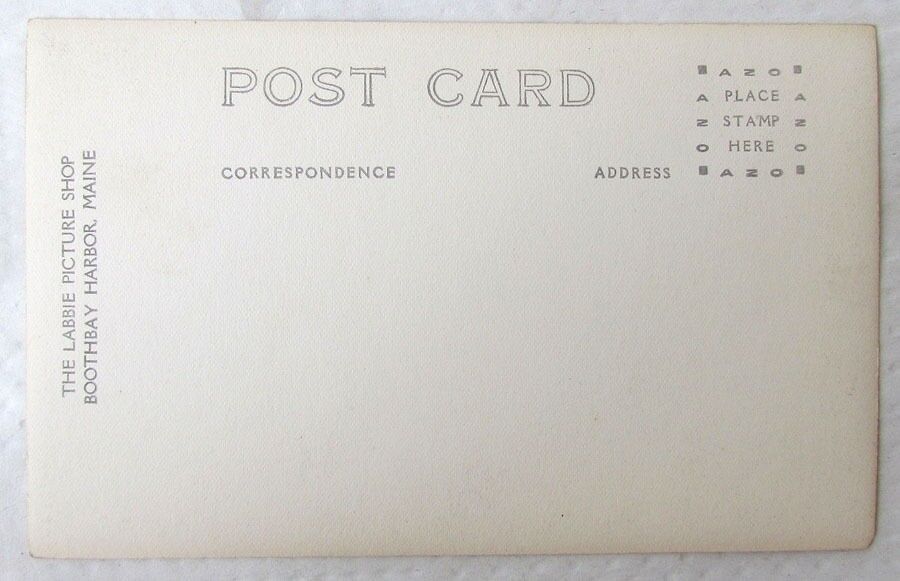 POST CARD
CORRESPONDENCE
ADDRESS
AZO
A PLACE A
Z STAMP Z
O HERE O
AZO
THE LABBIE PICTURE SHOP
BOOTHBAY HARBOR, MAINE